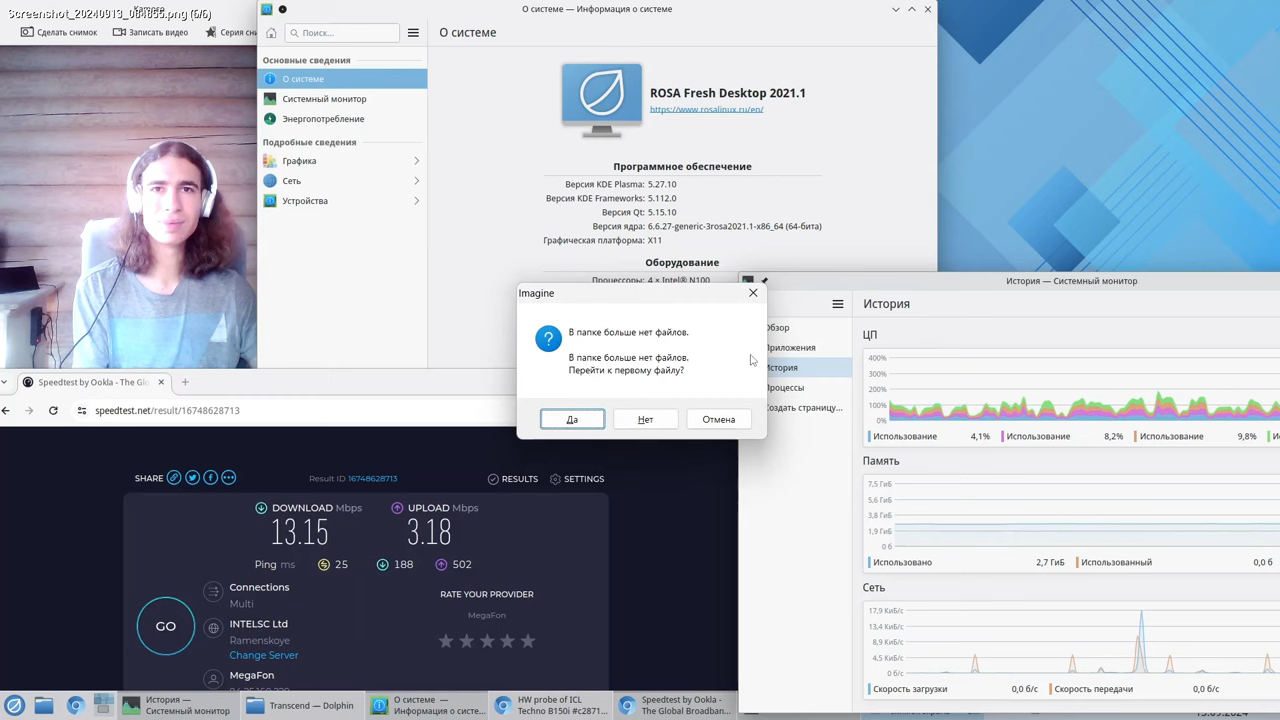 screenshot_20240913_084855.png (6/6)
Сделать снимок
Записать видео
О системе — Информация о системе
Поиск...
О системе
Основные сведения
О системе
Системный монитор
Энергопотребление
Подробные сведения
Графика
Сеть
Устройства
ROSA Fresh Desktop 2021.1
https://www.rosalinux.ru/en/
Программное обеспечение
Версия KDE Plasma: 5.27.10
Версия KDE Frameworks: 5.112.0
Версия Qt: 5.15.10
Версия ядра: 6.6.27-generic-3rosa2021.1-x86_64 (64-бита)
Графическая платформа: X11
Оборудование
Процессоры: 4 × Intel® N100
Imagine
В папке больше нет файлов.
В папке больше нет файлов.
Перейти к первому файлу?
Да
Нет
Отмена
История — Системный монитор
История
Обзор
Приложения
История
Процессы
Создать страницу...
ЦП
400%
300%
200%
100%
0%
Использование 4,1%
Использование 8,2%
Использование 9,8%
Память
7,5 ГиБ
5,6 ГиБ
3,8 ГиБ
1,9 ГиБ
0 б
Использовано 2,7 ГиБ
Использованный 0,0 б
Сеть
17,9 КиБ/с
13,4 КиБ/с
8,9 КиБ/с
4,5 КиБ/с
0 б/с
Скорость загрузки 0,0 б/с
Скорость передачи 0,0 б/с
Speedtest by Ookla - The Glo
speedtest.net/result/16748628713
SHARE
Result ID 16748628713
RESULTS
SETTINGS
DOWNLOAD Mbps
13.15
UPLOAD Mbps
3.18
Ping ms 25 188 502
Connections
Multi
GO
INTELSC Ltd
Ramenskoye
Change Server
MegaFon
RATE YOUR PROVIDER
MegaFon
История —
Системный монитор
Transcend — Dolphin
О системе —
Информация о систе...
HW probe of ICL
Techno B150i #c2871...
Speedtest by Ookla -
The Global Broadban...
13.09.2024